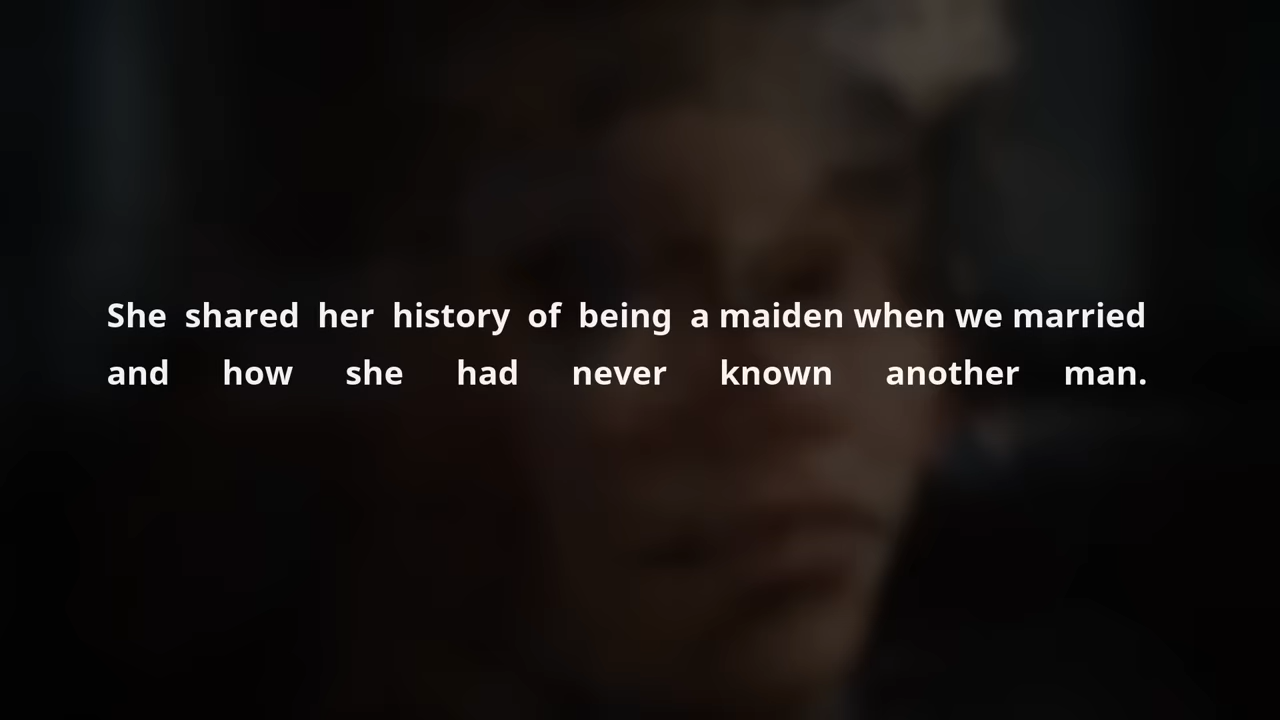 She shared her history of being a maiden when we married
and how she had never known another man.